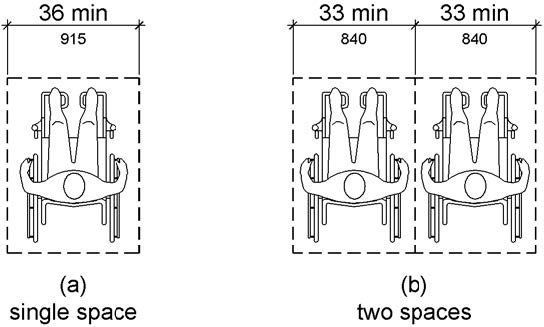 36 min
915
33 min
33 min
840
840
(a)
single space
(b)
two spaces